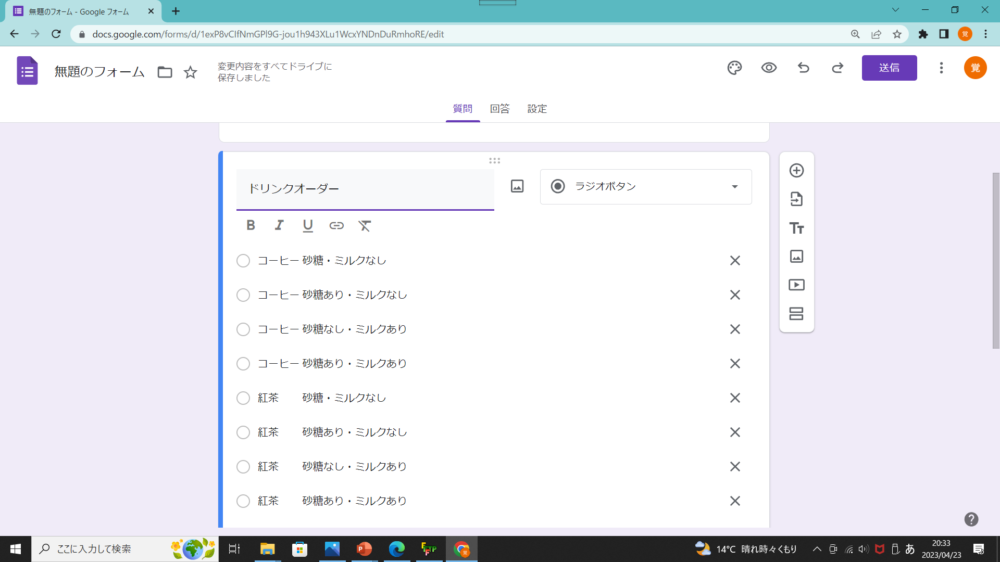 無題のフォーム - Google フォーム
docs.google.com/forms/d/1exP8vCIfNmGPl9G-jou1h943XLu1WcxYNDnDuRmhoRE/edit
覚
無題のフォーム
変更内容をすべてドライブに
保存しました
送信
覚
質問 回答 設定
ドリンクオーダー
ラジオボタン
B I U
Tт
コーヒー 砂糖・ミルクなし
コーヒー 砂糖あり・ミルクなし
コーヒー 砂糖なし・ミルクあり
コーヒー 砂糖あり・ミルクあり
紅茶　　砂糖・ミルクなし
紅茶　　砂糖あり・ミルクなし
紅茶　　砂糖なし・ミルクあり
紅茶　　砂糖あり・ミルクあり
ここに入力して検索
14°C 晴れ時々くもり
あ
20:33
2023/04/23